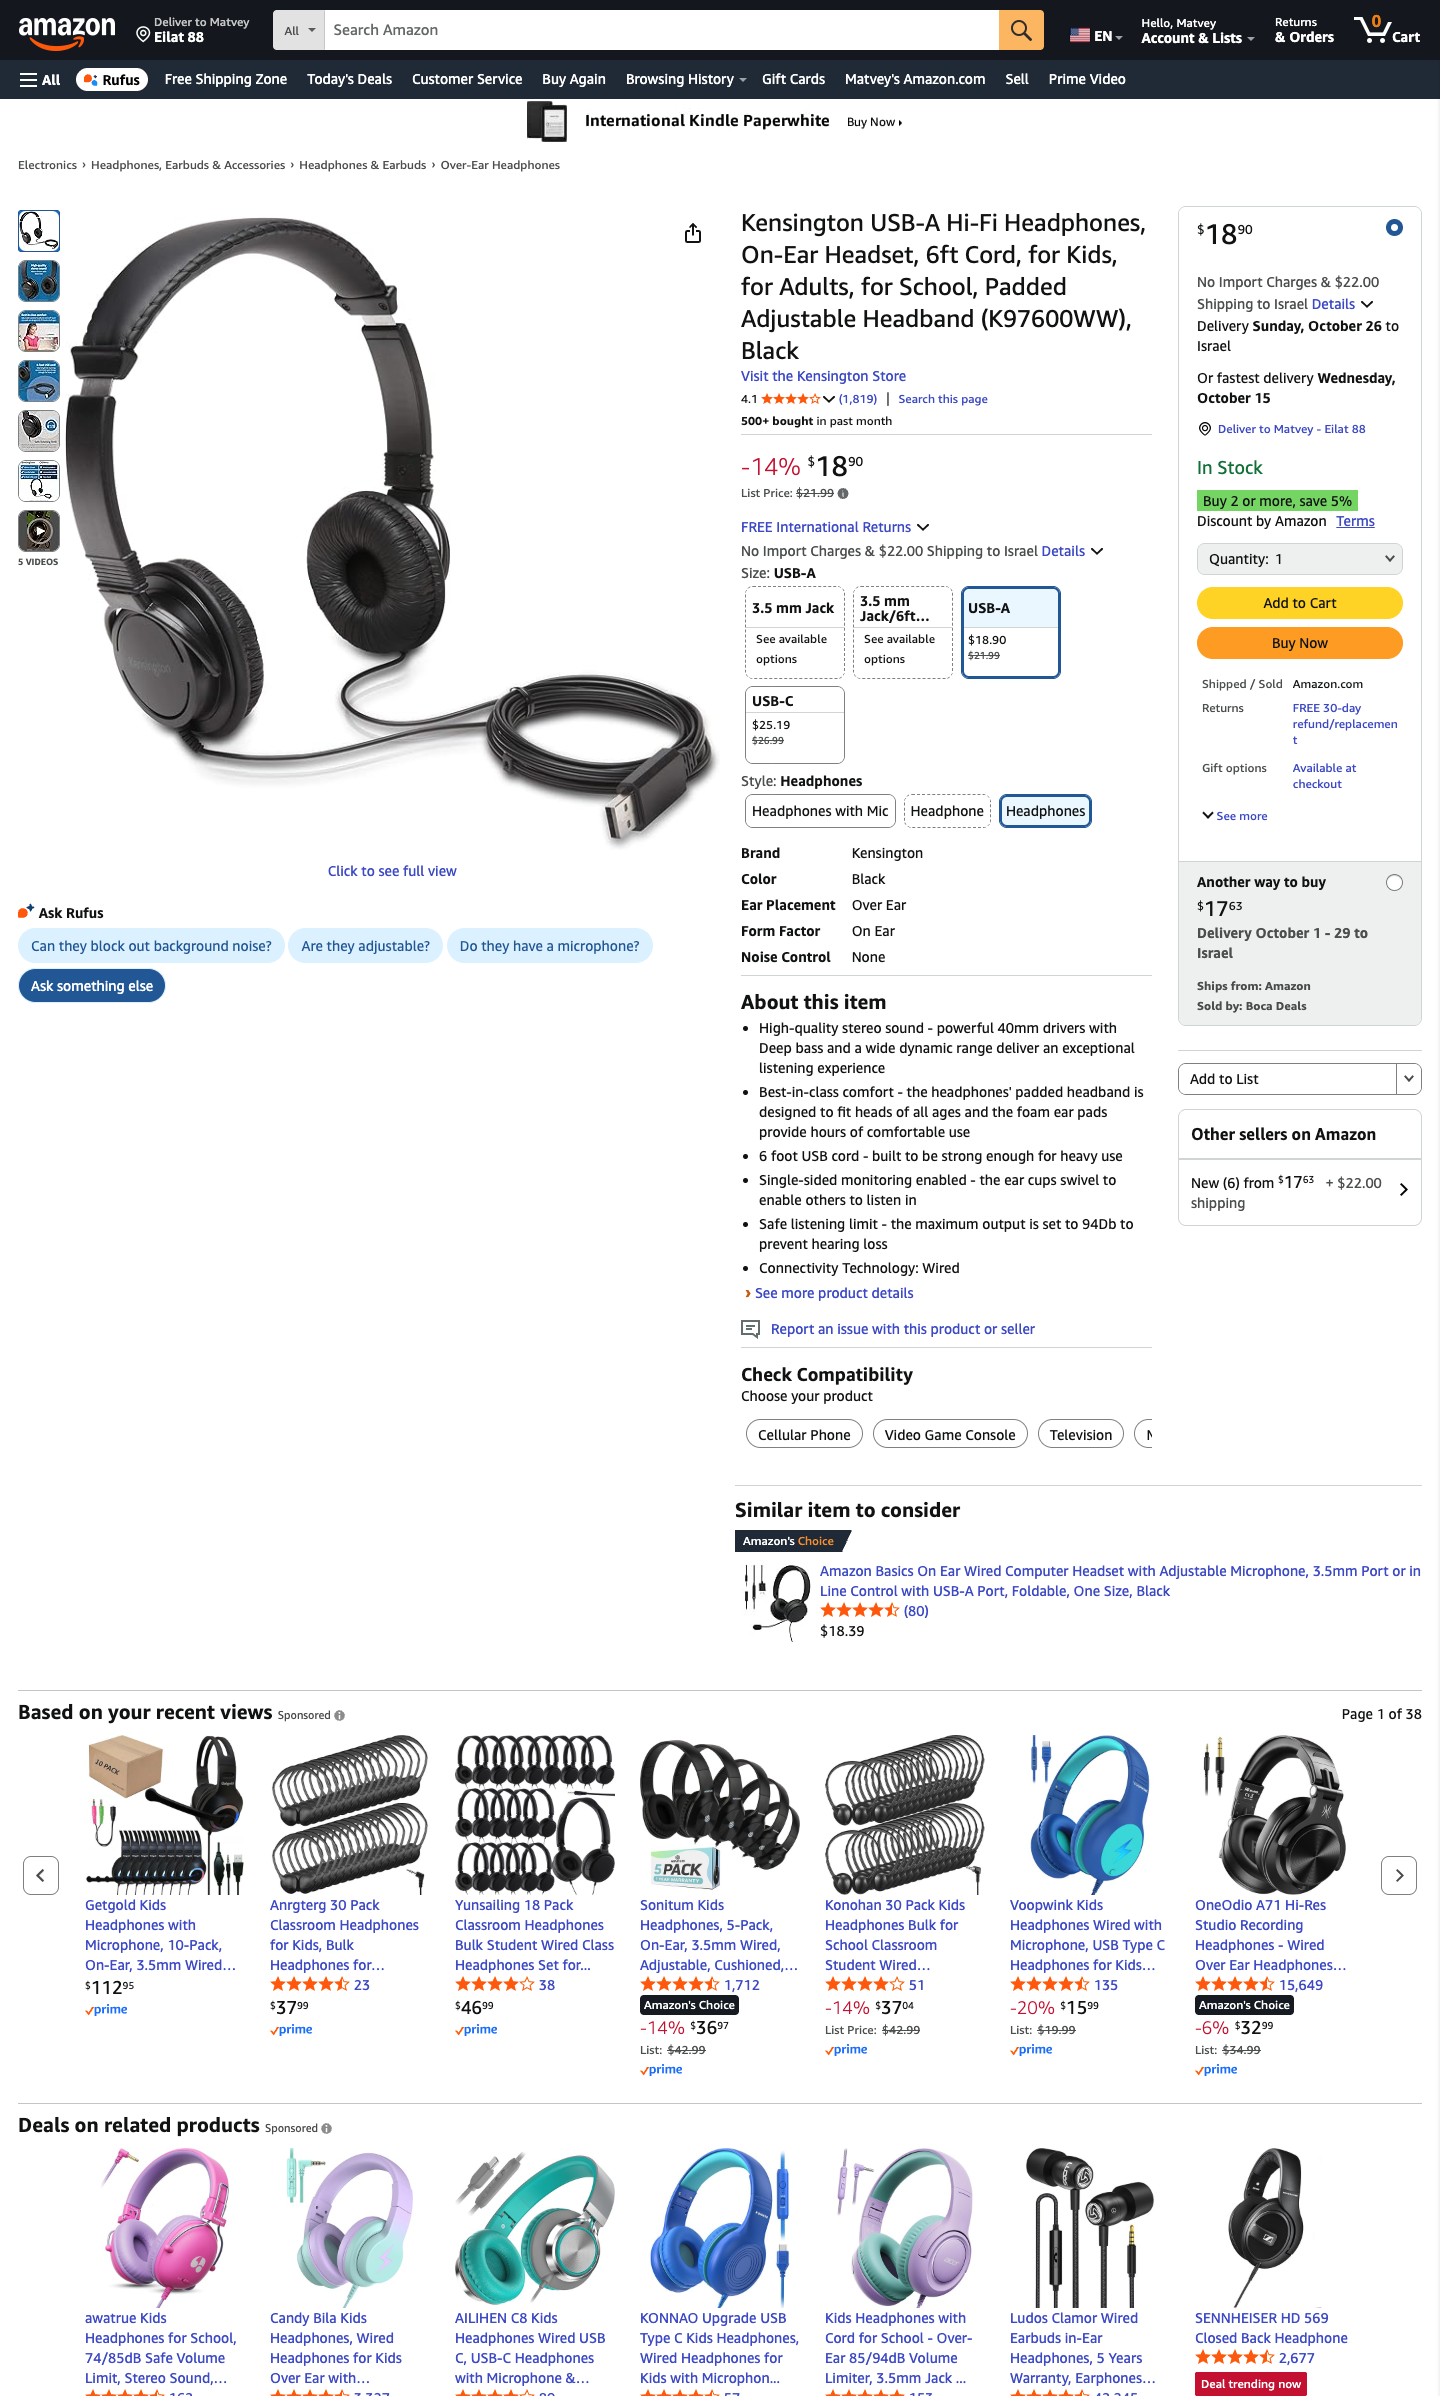 amazon
Deliver to Matvey
Eilat 88
All
Search Amazon
EN
Hello, Matvey
Account & Lists
Returns
& Orders
0
Cart
All
Rufus
Free Shipping Zone
Today's Deals
Customer Service
Buy Again
Browsing History
Gift Cards
Matvey's Amazon.com
Sell
Prime Video
International Kindle Paperwhite
Buy Now
Electronics › Headphones, Earbuds & Accessories › Headphones & Earbuds › Over-Ear Headphones
5 VIDEOS
Kensington
Click to see full view
Ask Rufus
Can they block out background noise?
Are they adjustable?
Do they have a microphone?
Ask something else
Kensington USB-A Hi-Fi Headphones,
On-Ear Headset, 6ft Cord, for Kids,
for Adults, for School, Padded
Adjustable Headband (K97600WW),
Black
Visit the Kensington Store
4.1 (1,819) | Search this page
500+ bought in past month
-14% $18 90
List Price: $21.99
FREE International Returns
No Import Charges & $22.00 Shipping to Israel Details
Size: USB-A
3.5 mm Jack
See available
options
3.5 mm
Jack/6ft...
See available
options
USB-A
$18.90
$21.99
USB-C
$25.19
$26.99
Style: Headphones
Headphones with Mic
Headphone
Headphones
Brand Kensington
Color Black
Ear Placement Over Ear
Form Factor On Ear
Noise Control None
About this item
• High-quality stereo sound - powerful 40mm drivers with
Deep bass and a wide dynamic range deliver an exceptional
listening experience
• Best-in-class comfort - the headphones' padded headband is
designed to fit heads of all ages and the foam ear pads
provide hours of comfortable use
• 6 foot USB cord - built to be strong enough for heavy use
• Single-sided monitoring enabled - the ear cups swivel to
enable others to listen in
• Safe listening limit - the maximum output is set to 94Db to
prevent hearing loss
• Connectivity Technology: Wired
› See more product details
Report an issue with this product or seller
Check Compatibility
Choose your product
Cellular Phone
Video Game Console
Television
$18 90
No Import Charges & $22.00
Shipping to Israel Details
Delivery Sunday, October 26 to
Israel
Or fastest delivery Wednesday,
October 15
Deliver to Matvey - Eilat 88
In Stock
Buy 2 or more, save 5%
Discount by Amazon Terms
Quantity: 1
Add to Cart
Buy Now
Shipped / Sold Amazon.com
Returns FREE 30-day
refund/replacemen
t
Gift options Available at
checkout
See more
Another way to buy
$17 63
Delivery October 1 - 29 to
Israel
Ships from: Amazon
Sold by: Boca Deals
Add to List
Other sellers on Amazon
New (6) from $17 63 + $22.00
shipping
Similar item to consider
Amazon's Choice
Amazon Basics On Ear Wired Computer Headset with Adjustable Microphone, 3.5mm Port or in
Line Control with USB-A Port, Foldable, One Size, Black
(80)
$18.39
Based on your recent views Sponsored
Page 1 of 38
10 PACK
Getgold Kids
Headphones with
Microphone, 10-Pack,
On-Ear, 3.5mm Wired...
$112 95
prime
Anrgterg 30 Pack
Classroom Headphones
for Kids, Bulk
Headphones for...
23
$37 99
prime
Yunsailing 18 Pack
Classroom Headphones
Bulk Student Wired Class
Headphones Set for...
38
$46 99
prime
5 PACK
Sonitum Kids
Headphones, 5-Pack,
On-Ear, 3.5mm Wired,
Adjustable, Cushioned,...
1,712
Amazon's Choice
-14% $36 97
List: $42.99
prime
Konohan 30 Pack Kids
Headphones Bulk for
School Classroom
Student Wired...
51
-14% $37 04
List Price: $42.99
prime
Voopwink Kids
Headphones Wired with
Microphone, USB Type C
Headphones for Kids...
135
-20% $15 99
List: $19.99
prime
OneOdio A71 Hi-Res
Studio Recording
Headphones - Wired
Over Ear Headphones...
15,649
Amazon's Choice
-6% $32 99
List: $34.99
prime
Deals on related products Sponsored
awatrue Kids
Headphones for School,
74/85dB Safe Volume
Limit, Stereo Sound,...
Candy Bila Kids
Headphones, Wired
Headphones for Kids
Over Ear with...
AILIHEN C8 Kids
Headphones Wired USB
C, USB-C Headphones
with Microphone &...
KONNAO Upgrade USB
Type C Kids Headphones,
Wired Headphones for
Kids with Microphon...
Kids Headphones with
Cord for School - Over-
Ear 85/94dB Volume
Limiter, 3.5mm Jack ...
Ludos Clamor Wired
Earbuds in-Ear
Headphones, 5 Years
Warranty, Earphones...
SENNHEISER HD 569
Closed Back Headphone
2,677
Deal trending now